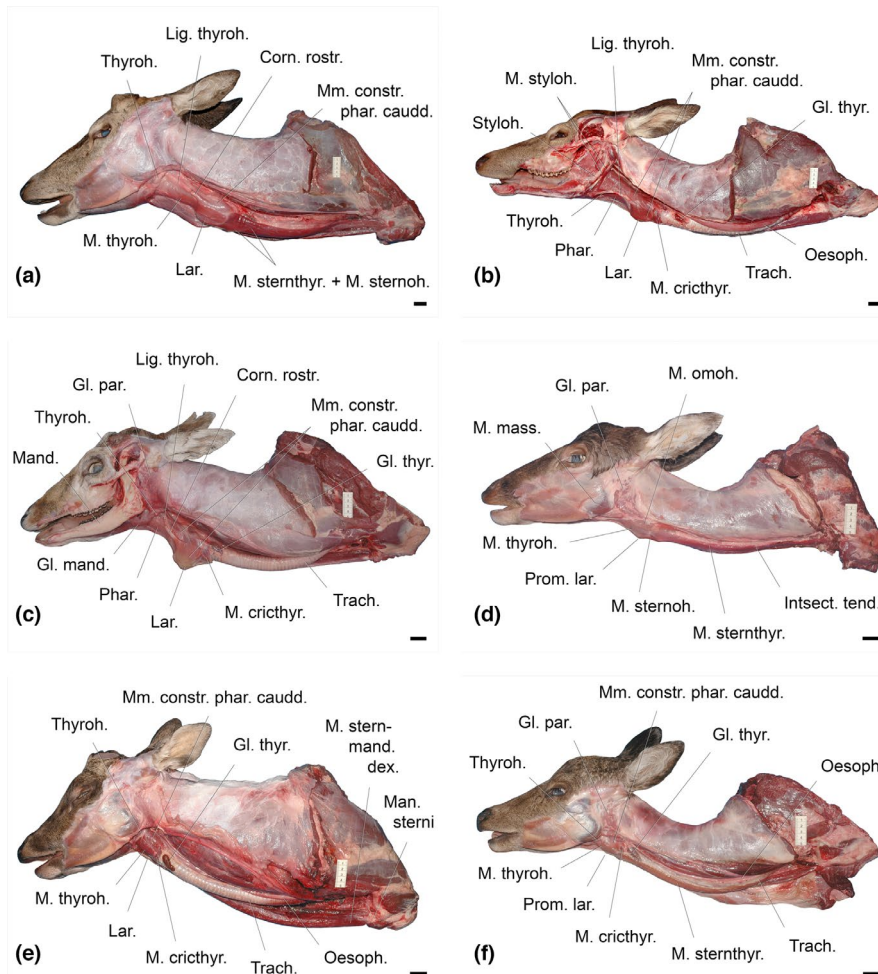 Lig. thyroh.
Thyroh.
Corn. rostr.
Mm. constr.
phar. caudd.
M. thyroh.
Lar.
M. sternthyr. + M. sternoh.
(a)
Lig. thyroh.
M. styloh.
Mm. constr.
phar. caudd.
Styloh.
Gl. thyr.
Thyroh.
Phar.
Lar.
M. cricthyr.
Trach.
Oesoph.
(b)
Lig. thyroh.
Gl. par.
Corn. rostr.
Thyroh.
Mm. constr.
phar. caudd.
Mand.
Gl. thyr.
Gl. mand.
Phar.
Lar.
M. cricthyr.
Trach.
(c)
M. omoh.
Gl. par.
M. mass.
M. thyroh.
Prom. lar.
M. sternoh.
M. sternthyr.
Intsect. tend.
(d)
Mm. constr. phar. caudd.
Thyroh.
Gl. thyr.
M. stern-
mand.
dex.
Man.
sterni
M. thyroh.
Lar.
M. cricthyr.
Trach.
Oesoph.
(e)
Mm. constr. phar. caudd.
Gl. par.
Gl. thyr.
Thyroh.
Oesoph
M. thyroh.
Prom. lar.
M. cricthyr.
M. sternthyr.
Trach.
(f)